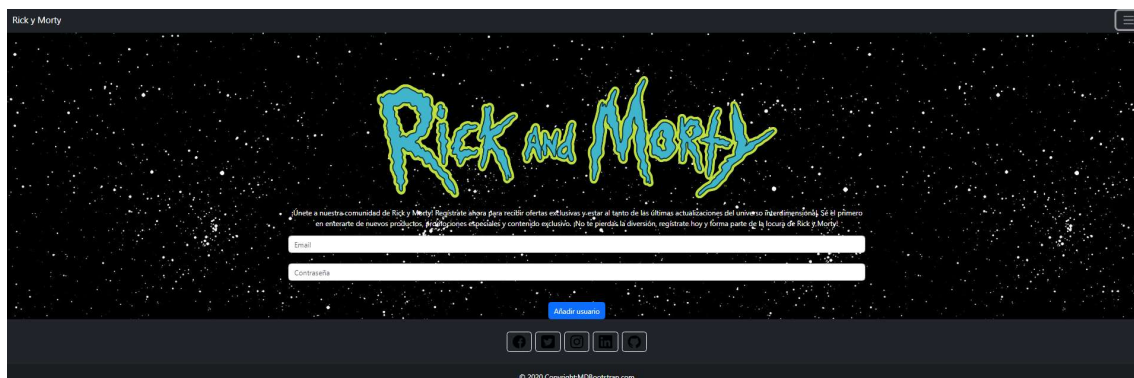 Rick y Morty
Rick And Morty
¡Únete a nuestra comunidad de Rick y Morty! Regístrate ahora para recibir ofertas exclusivas y estar al tanto de las últimas actualizaciones del universo interdimensional. Sé el primero
en enterarte de nuevos productos, promociones especiales y contenido exclusivo. ¡No te pierdas la diversión, regístrate hoy y forma parte de la locura de Rick y Morty!
Email
Contraseña
Añadir usuario
© 2020 Copyright:MDBootstrap.com